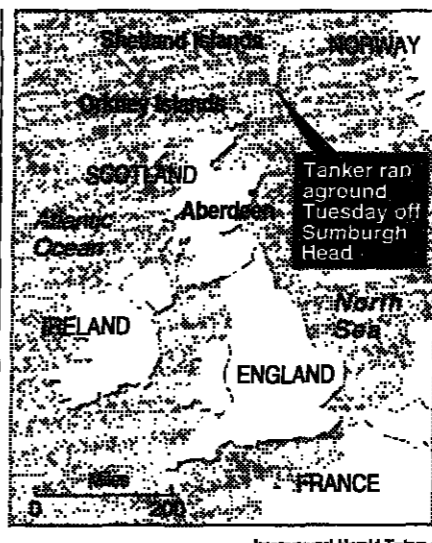 Shetland Islands
NORWAY
Orkney Islands
SCOTLAND
Tanker ran
aground
Tuesday off
Sumburgh
Head
Aberdeen
Atlantic
Ocean
North
Sea
IRELAND
ENGLAND
Miles
0 200
FRANCE
Herald